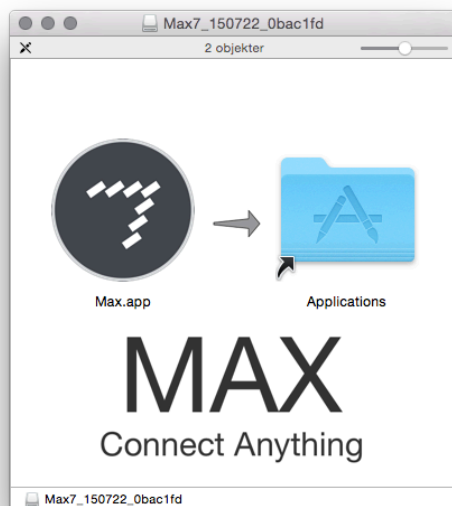 Max7_150722_0bac1fd
2 objekter
Max.app
Applications
MAX
Connect Anything
Max7_150722_0bac1fd